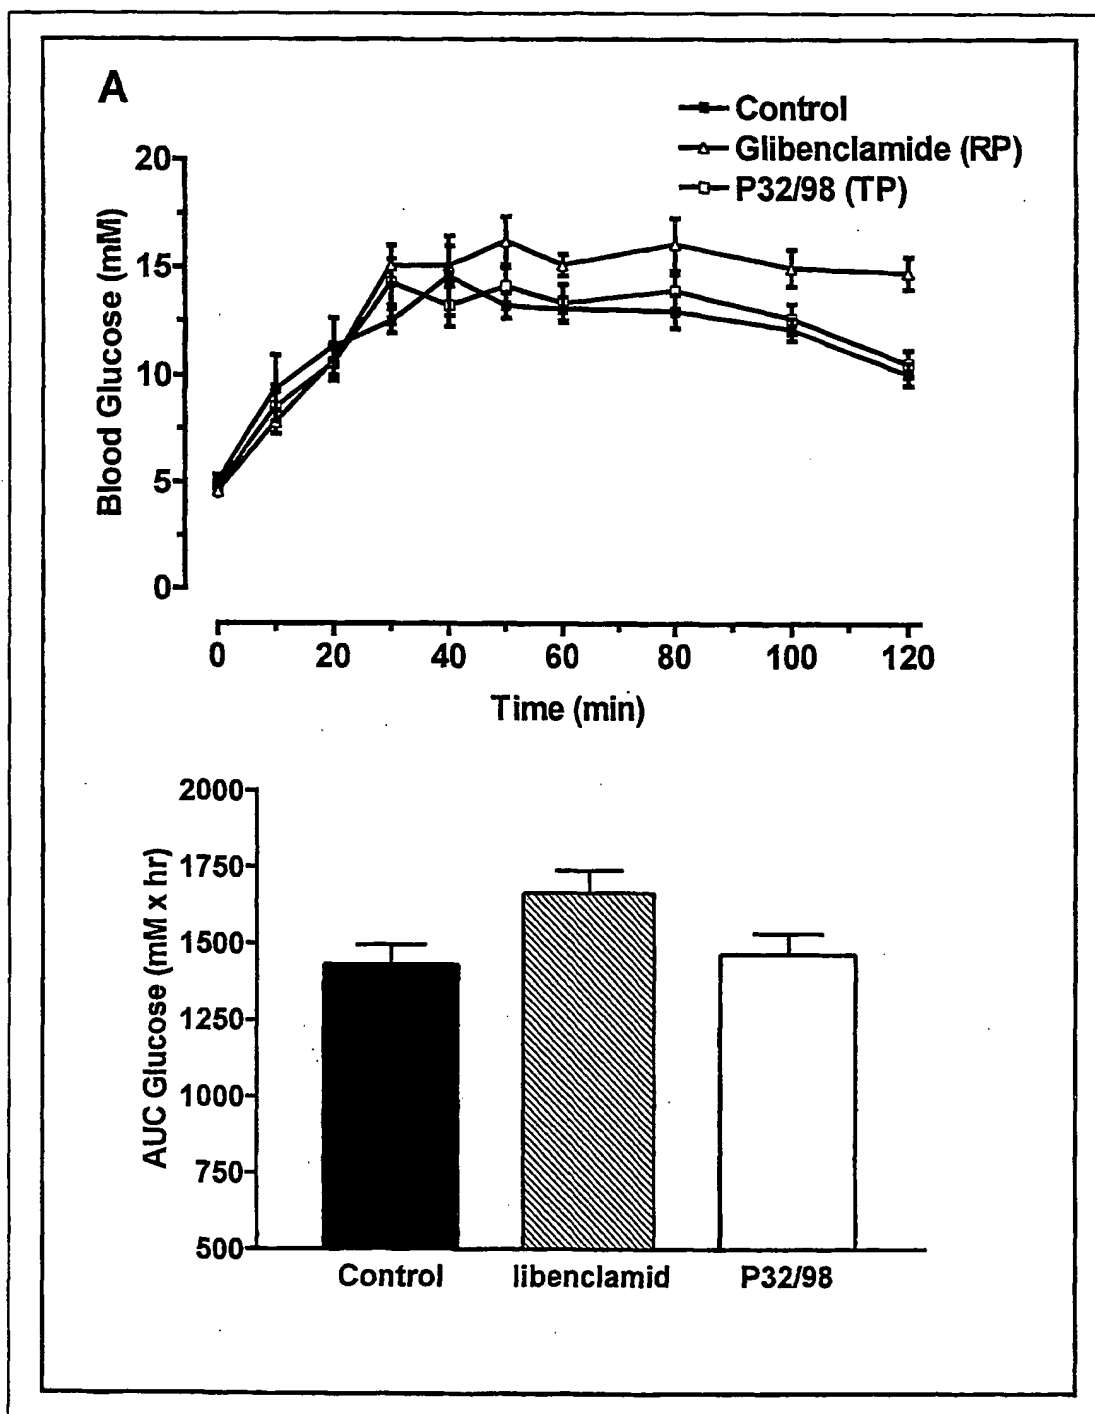 A
Control
Glibenclamide (RP)
P32/98 (TP)
20
15
10
5
0
Blood Glucose (mM)
0 20 40 60 80 100 120
Time (min)
2000
1750
1500
1250
1000
750
500
AUC Glucose (mM x hr)
Control libenclamid P32/98